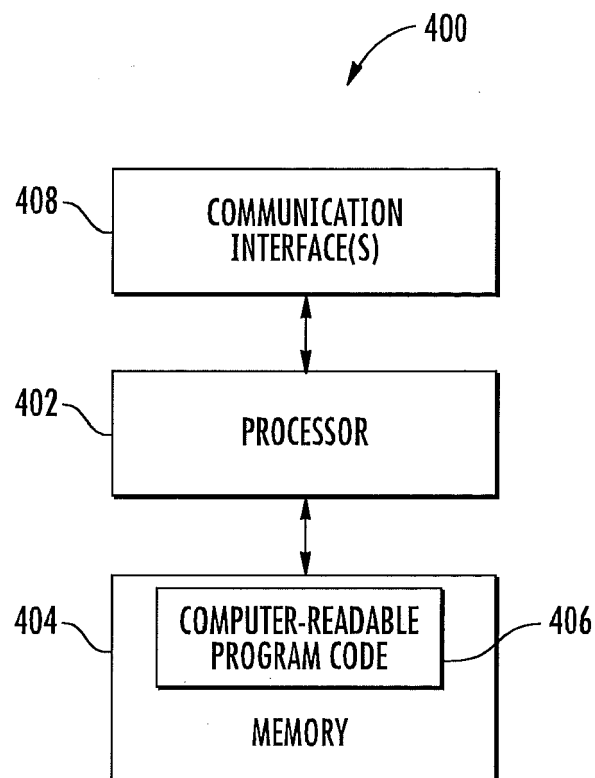 400
408
COMMUNICATION
INTERFACE(S)
402
PROCESSOR
404
COMPUTER-READABLE
PROGRAM CODE
406
MEMORY